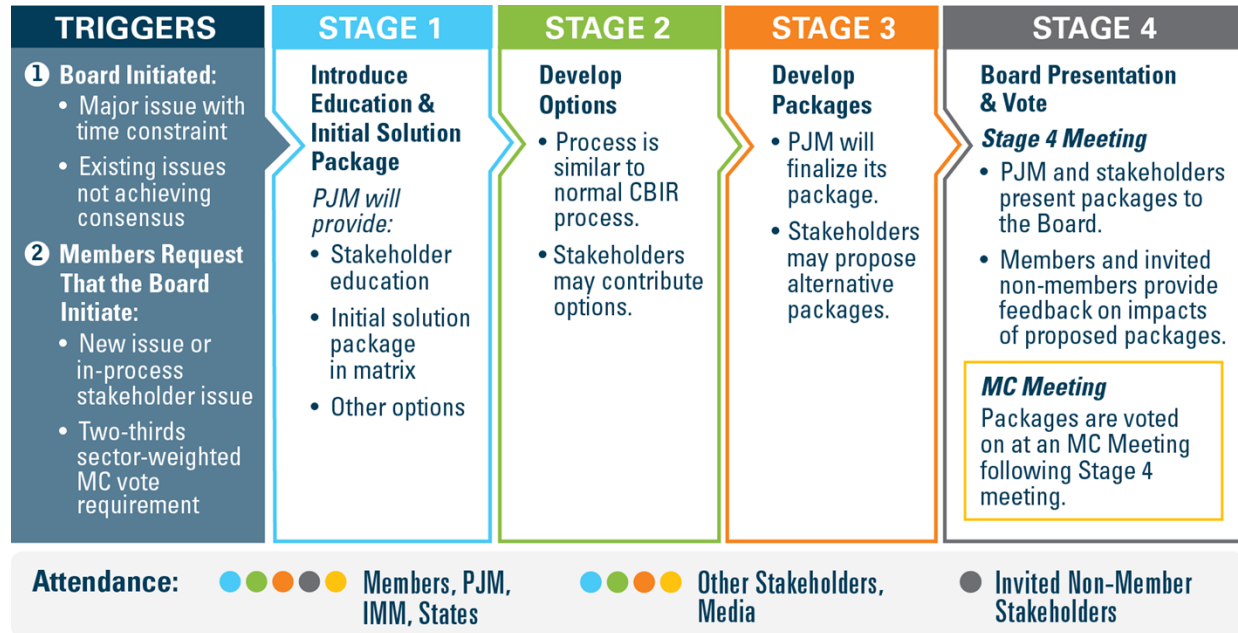 TRIGGERS
1 Board Initiated:
• Major issue with
time constraint
• Existing issues
not achieving
consensus
2 Members Request
That the Board
Initiate:
• New issue or
in-process
stakeholder issue
• Two-thirds
sector-weighted
MC vote
requirement
STAGE 1
Introduce
Education &
Initial Solution
Package
PJM will
provide:
• Stakeholder
education
• Initial solution
package
in matrix
• Other options
STAGE 2
Develop
Options
• Process is
similar to
normal CBIR
process.
• Stakeholders
may contribute
options.
STAGE 3
Develop
Packages
• PJM will
finalize its
package.
• Stakeholders
may propose
alternative
packages.
STAGE 4
Board Presentation
& Vote
Stage 4 Meeting
• PJM and stakeholders
present packages to
the Board.
• Members and invited
non-members provide
feedback on impacts
of proposed packages.
MC Meeting
Packages are voted
on at an MC Meeting
following Stage 4
meeting.
Attendance:
Members, PJM,
IMM, States
Other Stakeholders,
Media
Invited Non-Member
Stakeholders